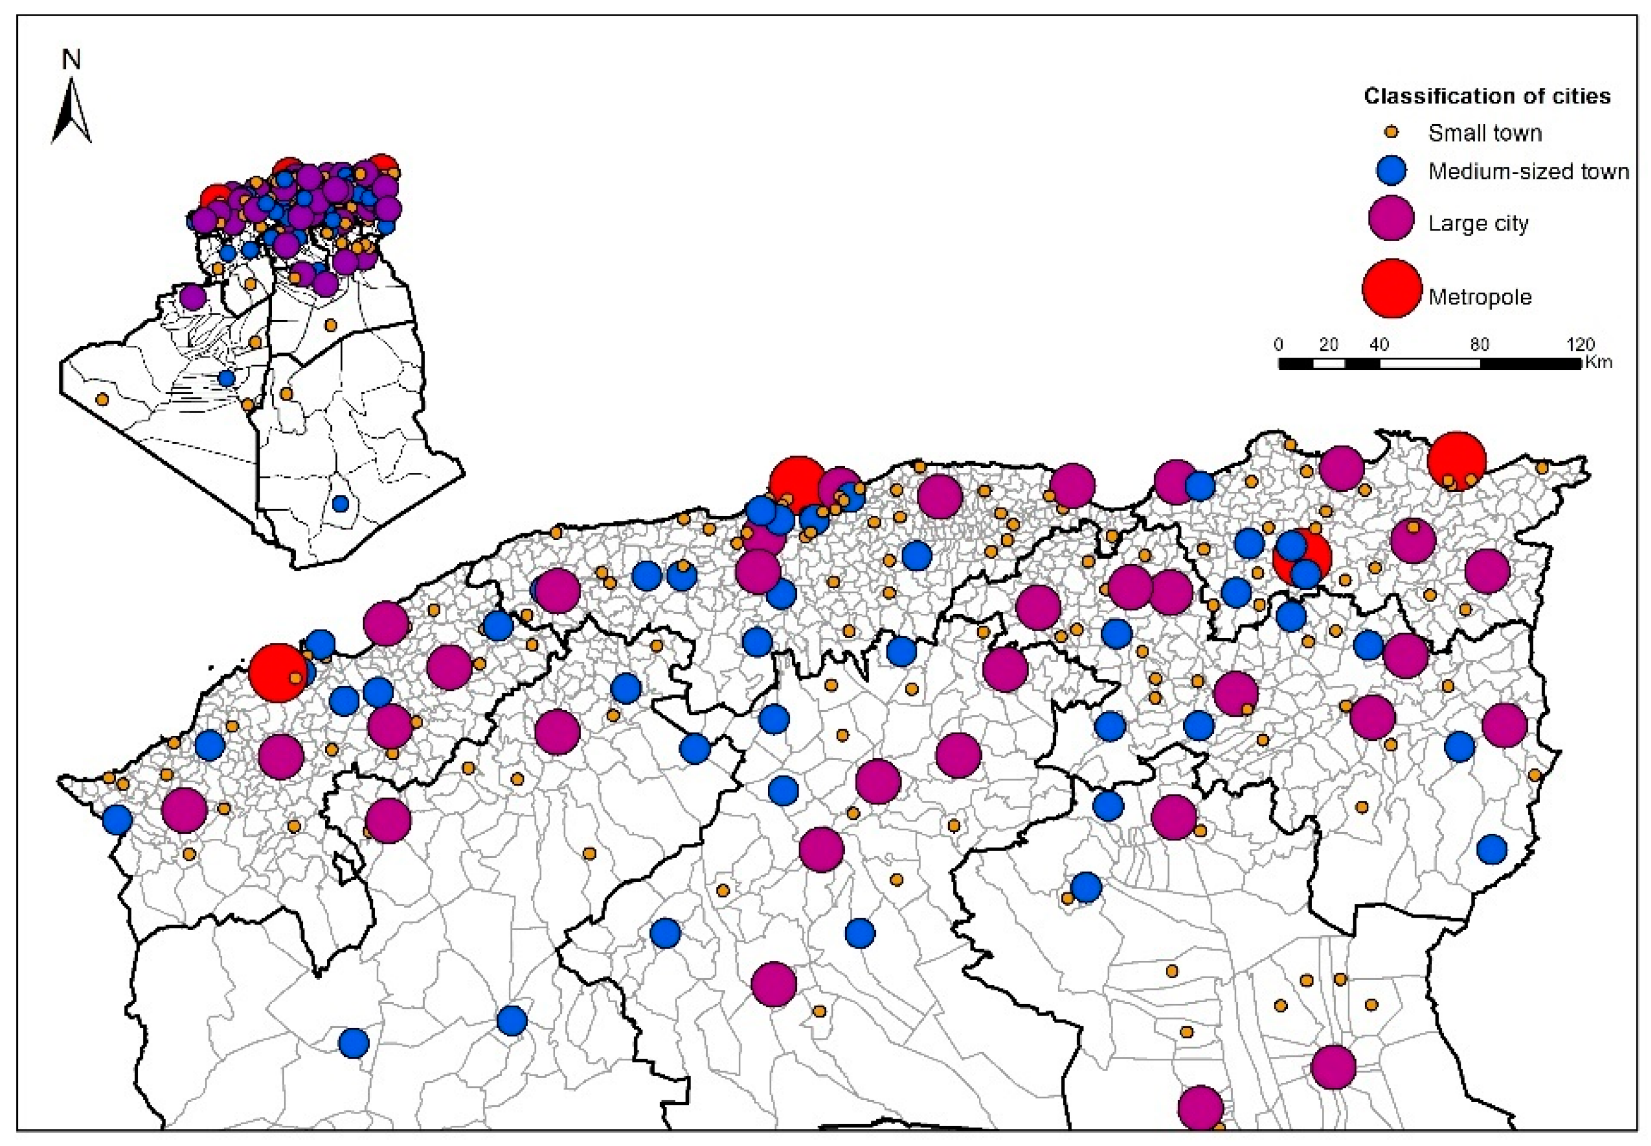 N
Classification of cities
Small town
Medium-sized town
Large city
Metropole
0 20 40 80 120
Km